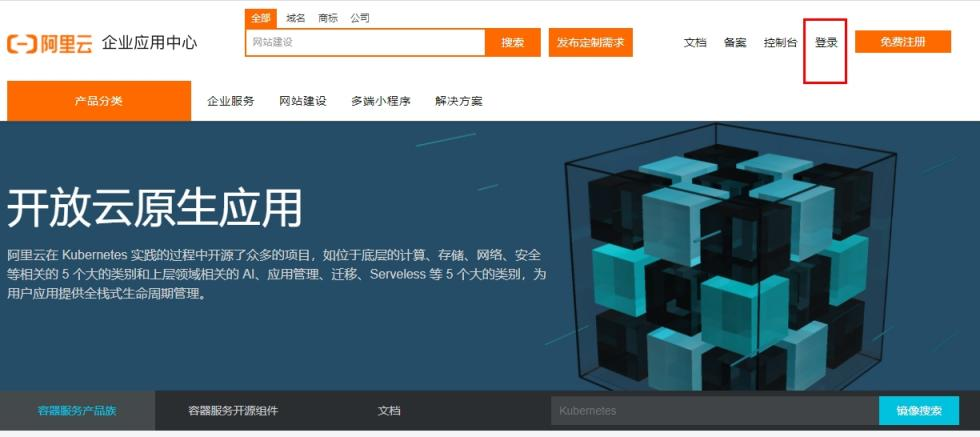 全部 域名 商标 公司
阿里云 企业应用中心
网站建设 搜索 发布定制需求
文档 备案 控制台 登录 免费注册
产品分类 企业服务 网站建设 多端小程序 解决方案
开放云原生应用
阿里云在 Kubernetes 实践的过程中开源了众多的项目，如位于底层的计算、存储、网络、安全
等相关的 5 个大的类别和上层领域相关的 AI、应用管理、迁移、Serveless 等 5 个大的类别，为
用户应用提供全栈式生命周期管理。
容器服务产品族 容器服务开源组件 文档 Kubernetes 镜像搜索